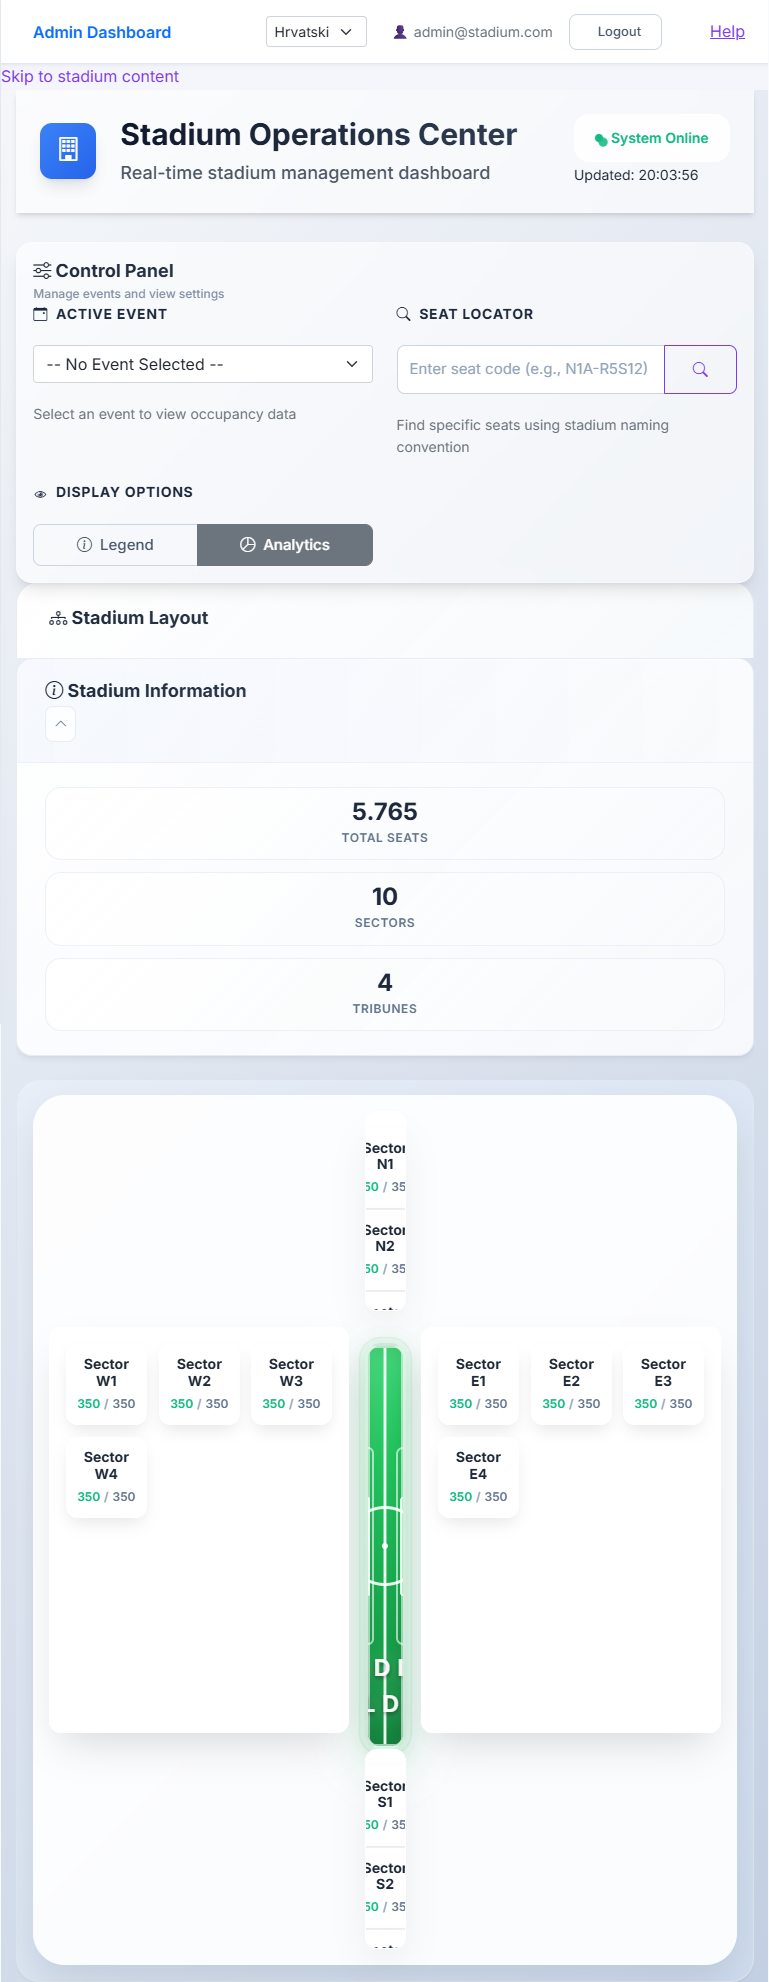 Admin Dashboard
Hrvatski
admin@stadium.com
Logout
Help
Skip to stadium content
Stadium Operations Center
Real-time stadium management dashboard
System Online
Updated: 20:03:56
Control Panel
Manage events and view settings
ACTIVE EVENT
-- No Event Selected --
Select an event to view occupancy data
SEAT LOCATOR
Enter seat code (e.g., N1A-R5S12)
Find specific seats using stadium naming
convention
DISPLAY OPTIONS
Legend
Analytics
Stadium Layout
Stadium Information
5.765
TOTAL SEATS
10
SECTORS
4
TRIBUNES
Sector
N1
50 / 35
Sector
N2
50 / 35
Sector
W1
350 / 350
Sector
W2
350 / 350
Sector
W3
350 / 350
Sector
W4
350 / 350
Sector
E1
350 / 350
Sector
E2
350 / 350
Sector
E3
350 / 350
Sector
E4
350 / 350
D
L D
Sector
S1
50 / 35
Sector
S2
50 / 35